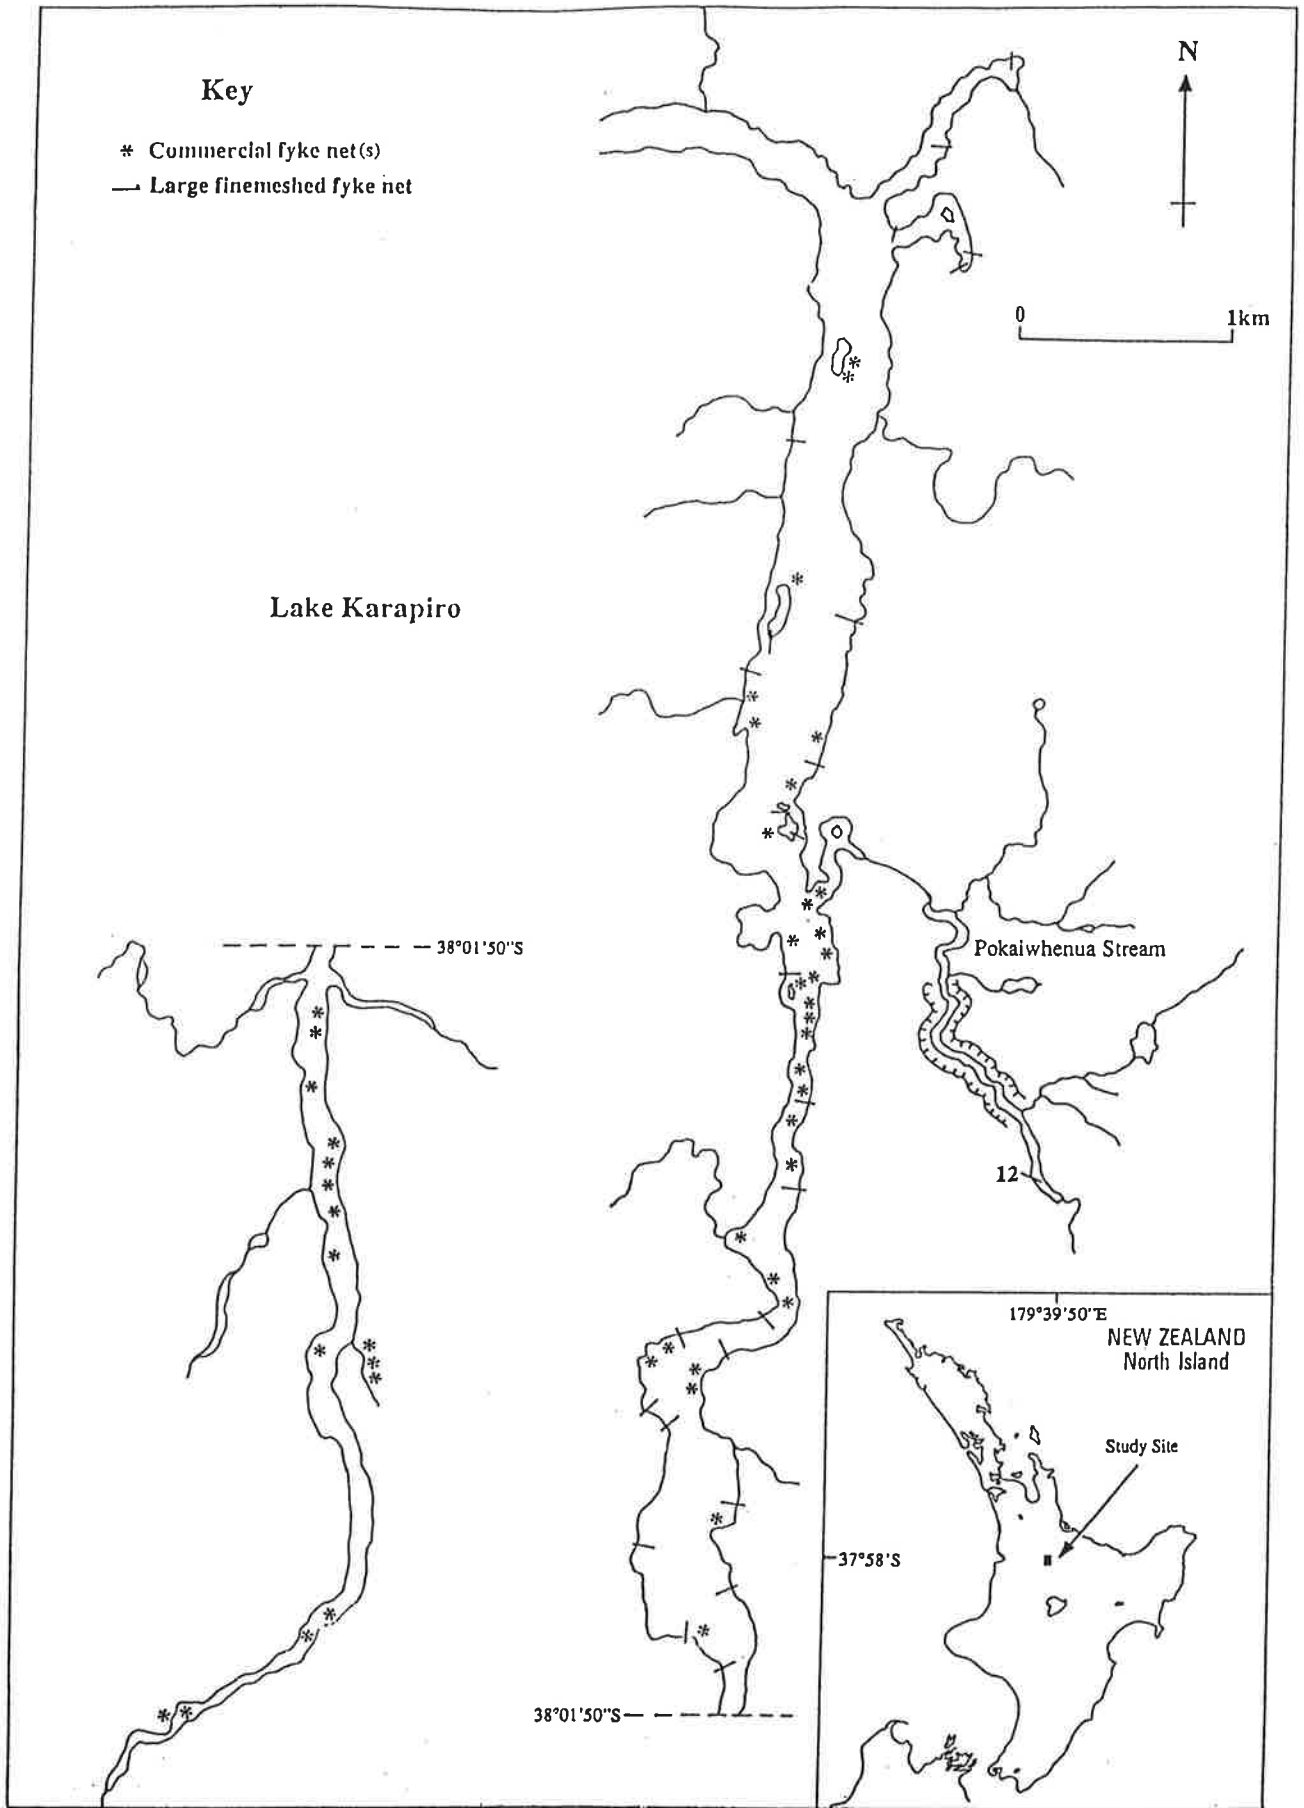 Key
* Commercial fyke net(s)
— Large finemeshed fyke net
N
0 1km
Lake Karapiro
38°01'50"S
Pokaiwhenua Stream
12
179°39'50"E
NEW ZEALAND
North Island
Study Site
37°58'S
38°01'50"S